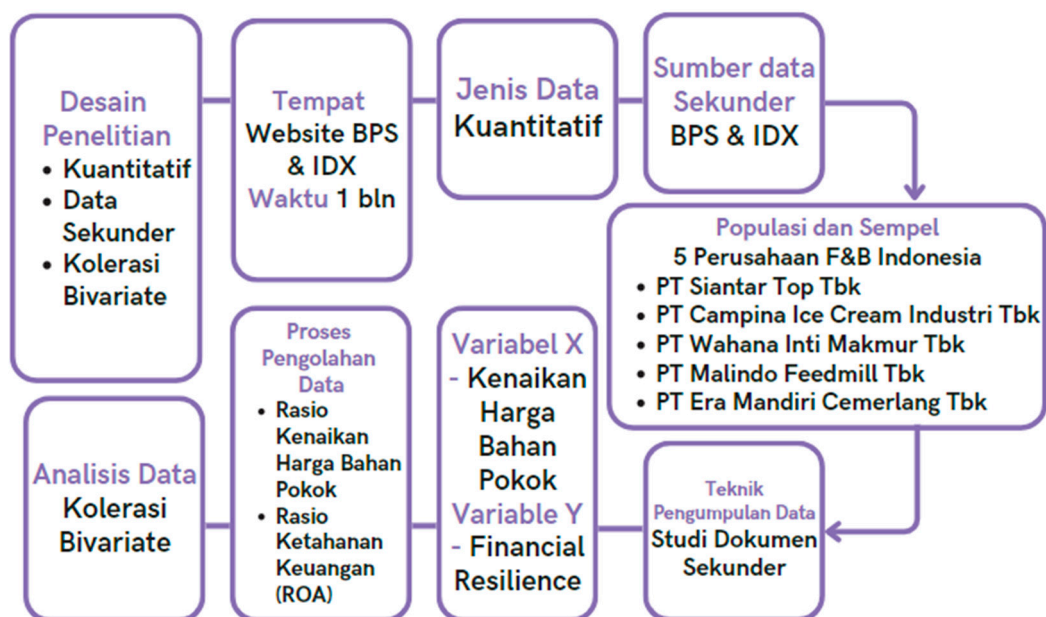 Desain
Penelitian
• Kuantitatif
• Data
Sekunder
• Kolerasi
Bivariate
Tempat
Website BPS
& IDX
Waktu 1 bln
Jenis Data
Kuantitatif
Sumber data
Sekunder
BPS & IDX
Populasi dan Sempel
5 Perusahaan F&B Indonesia
• PT Siantar Top Tbk
• PT Campina Ice Cream Industri Tbk
• PT Wahana Inti Makmur Tbk
• PT Malindo Feedmill Tbk
• PT Era Mandiri Cemerlang Tbk
Teknik
Pengumpulan Data
Studi Dokumen
Sekunder
Variabel X
- Kenaikan
Harga
Bahan
Pokok
Variable Y
- Financial
Resilience
Proses
Pengolahan
Data
• Rasio
Kenaikan
Harga Bahan
Pokok
• Rasio
Ketahanan
Keuangan
(ROA)
Analisis Data
Kolerasi
Bivariate